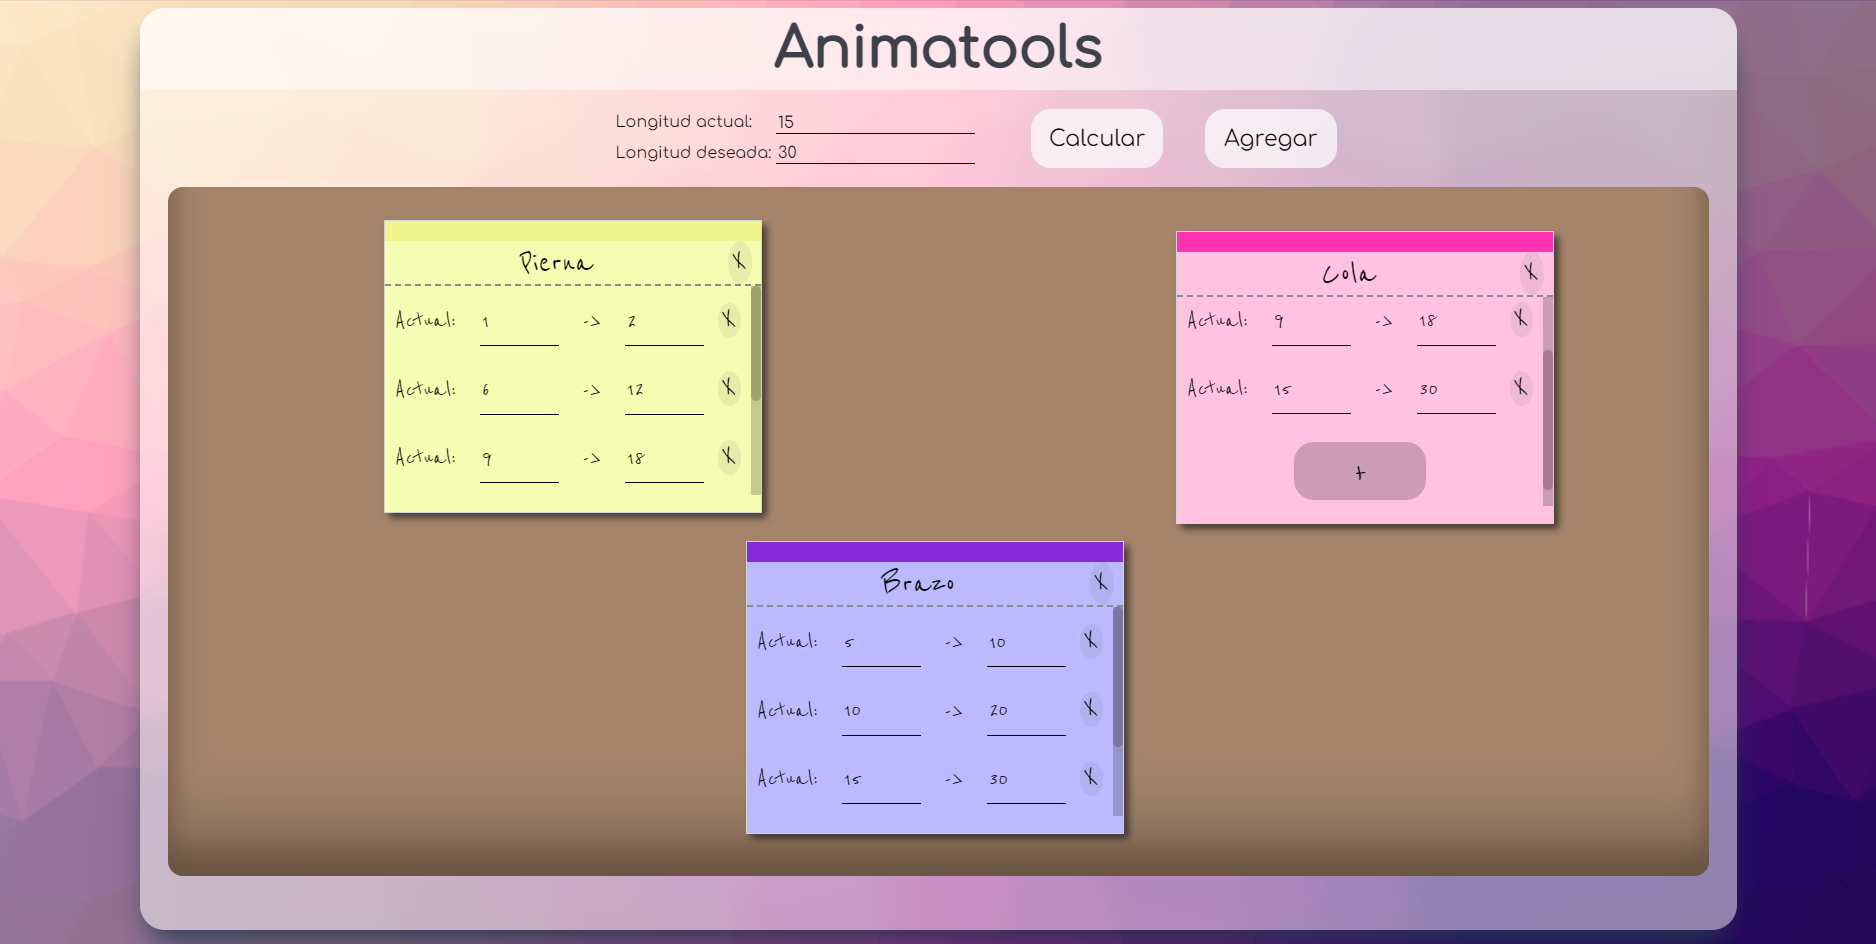 Animatools
Longitud actual: 15
Longitud deseada: 30
Calcular
Agregar
Pierna X
Actual: 1 -> 2 X
Actual: 6 -> 12 X
Actual: 9 -> 18 X
Cola X
Actual: 9 -> 18 X
Actual: 15 -> 30 X
+
Brazo X
Actual: 5 -> 10 X
Actual: 10 -> 20 X
Actual: 15 -> 30 X